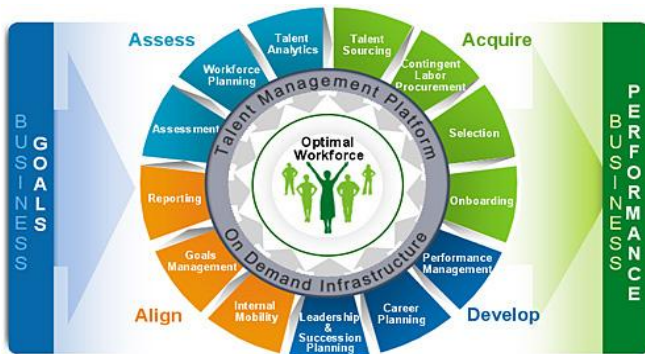 BUSINESS
GOALS
Assess
Assessment
Workforce
Planning
Talent
Analytics
Acquire
Talent
Sourcing
Contingent
Labor
Procurement
Selection
Onboarding
Develop
Performance
Management
Career
Planning
Leadership
&
Succession
Planning
Align
Internal
Mobility
Goals
Management
Reporting
Talent Management Platform
On Demand Infrastructure
Optimal
Workforce
BUSINESS
PERFORMANCE